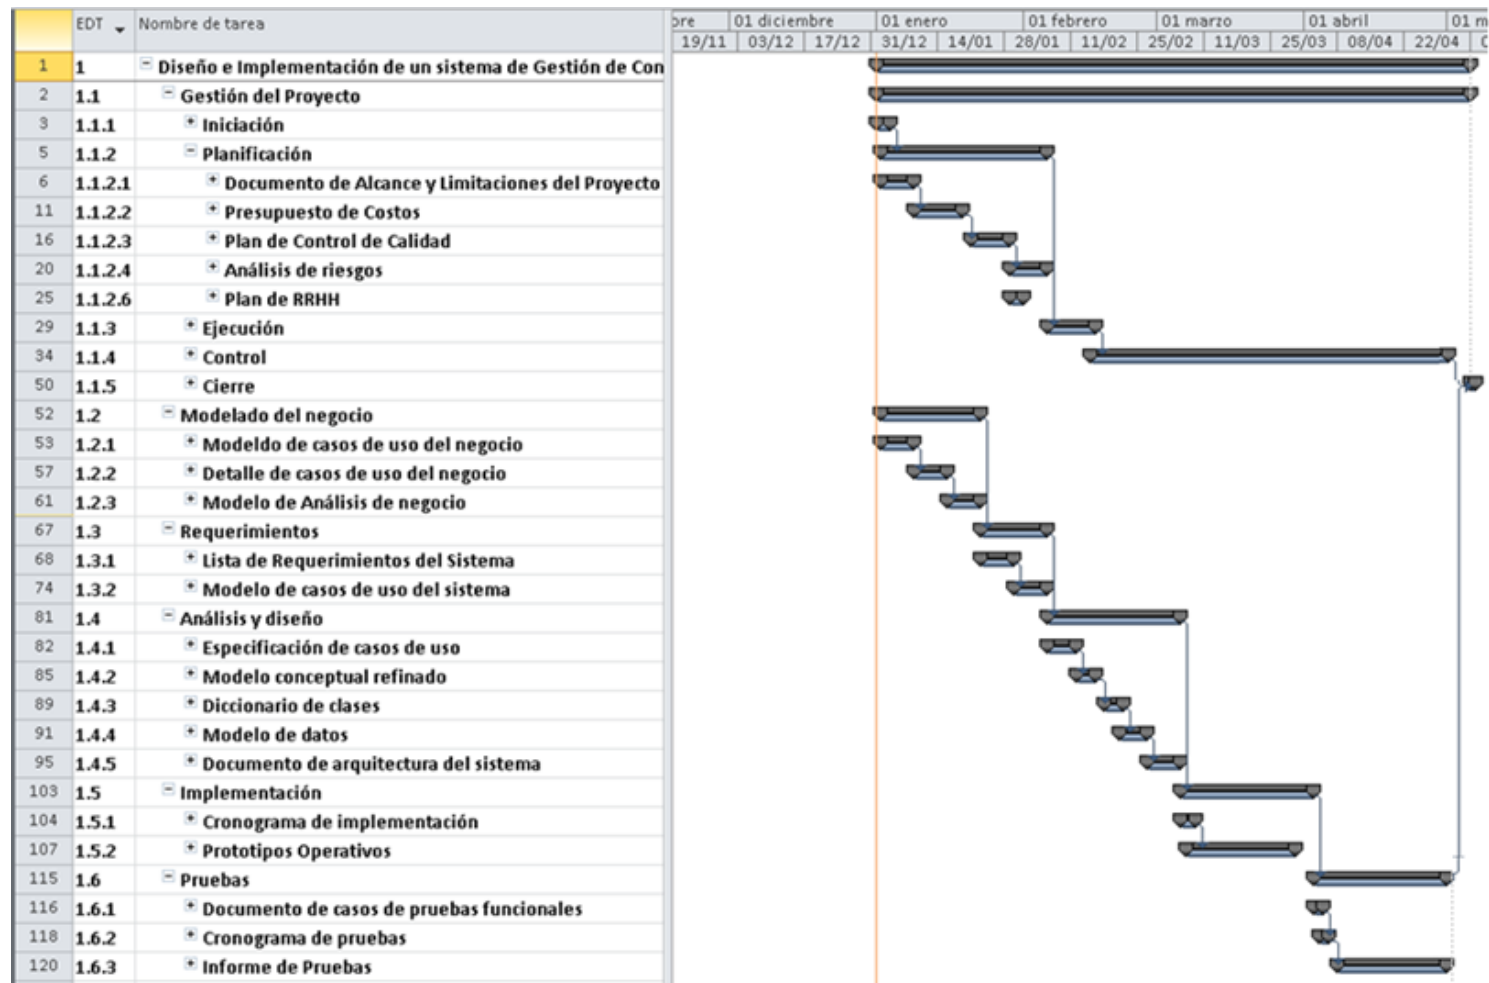 EDT Nombre de tarea
ore 01 diciembre 01 enero 01 febrero 01 marzo 01 abril 01 m
19/11 03/12 17/12 31/12 14/01 28/01 11/02 25/02 11/03 25/03 08/04 22/04
1 1 Diseño e Implementación de un sistema de Gestión de Con
2 1.1 Gestión del Proyecto
3 1.1.1 Iniciación
5 1.1.2 Planificación
6 1.1.2.1 Documento de Alcance y Limitaciones del Proyecto
11 1.1.2.2 Presupuesto de Costos
16 1.1.2.3 Plan de Control de Calidad
20 1.1.2.4 Análisis de riesgos
25 1.1.2.6 Plan de RRHH
29 1.1.3 Ejecución
34 1.1.4 Control
50 1.1.5 Cierre
52 1.2 Modelado del negocio
53 1.2.1 Modeldo de casos de uso del negocio
57 1.2.2 Detalle de casos de uso del negocio
61 1.2.3 Modelo de Análisis de negocio
67 1.3 Requerimientos
68 1.3.1 Lista de Requerimientos del Sistema
74 1.3.2 Modelo de casos de uso del sistema
81 1.4 Análisis y diseño
82 1.4.1 Especificación de casos de uso
85 1.4.2 Modelo conceptual refinado
89 1.4.3 Diccionario de clases
91 1.4.4 Modelo de datos
95 1.4.5 Documento de arquitectura del sistema
103 1.5 Implementación
104 1.5.1 Cronograma de implementación
107 1.5.2 Prototipos Operativos
115 1.6 Pruebas
116 1.6.1 Documento de casos de pruebas funcionales
118 1.6.2 Cronograma de pruebas
120 1.6.3 Informe de Pruebas